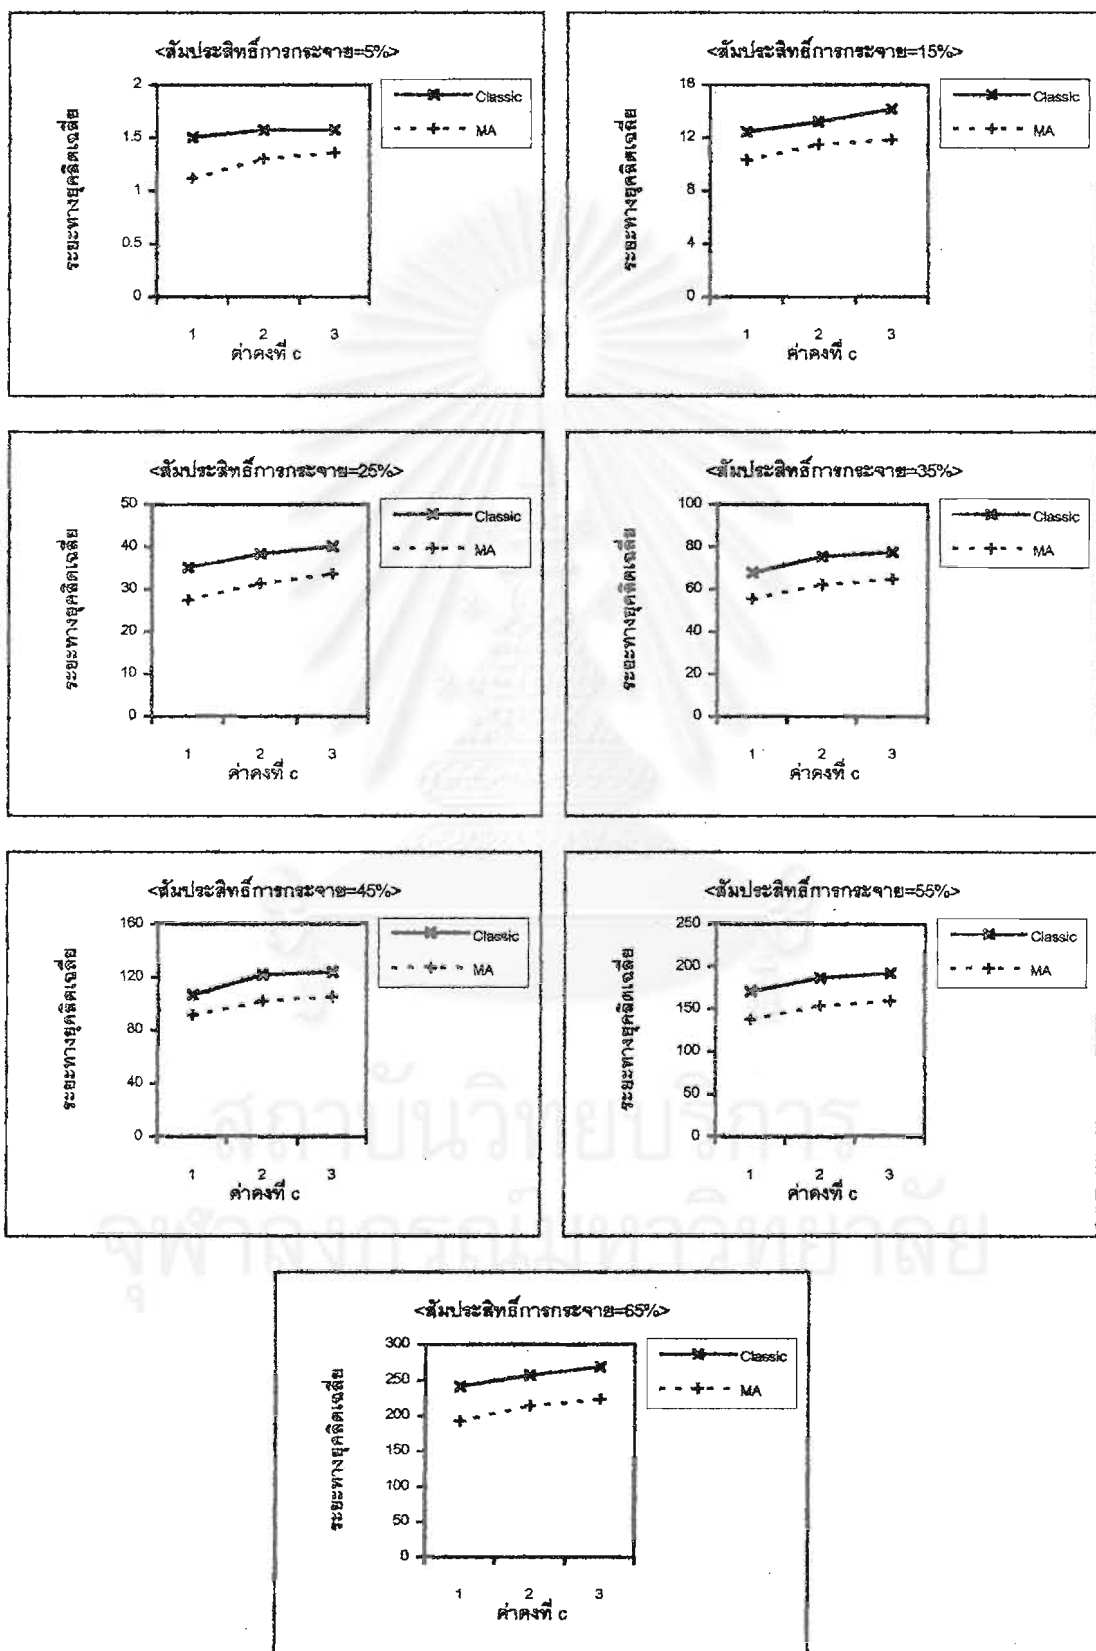 <สัมประสิทธิ์การกระจาย=5%>
ระยะทางยุคลิดเฉลี่ย
2
1.5
1
0.5
0
1 2 3
ค่าคงที่ c
Classic
MA
<สัมประสิทธิ์การกระจาย=15%>
ระยะทางยุคลิดเฉลี่ย
16
12
8
4
0
1 2 3
ค่าคงที่ c
Classic
MA
<สัมประสิทธิ์การกระจาย=25%>
ระยะทางยุคลิดเฉลี่ย
50
40
30
20
10
0
1 2 3
ค่าคงที่ c
Classic
MA
<สัมประสิทธิ์การกระจาย=35%>
ระยะทางยุคลิดเฉลี่ย
100
80
60
40
20
0
1 2 3
ค่าคงที่ c
Classic
MA
<สัมประสิทธิ์การกระจาย=45%>
ระยะทางยุคลิดเฉลี่ย
160
120
80
40
0
1 2 3
ค่าคงที่ c
Classic
MA
<สัมประสิทธิ์การกระจาย=55%>
ระยะทางยุคลิดเฉลี่ย
250
200
150
100
50
0
1 2 3
ค่าคงที่ c
Classic
MA
สถาบันวิทยบริการ
จุฬาลงกรณ์มหาวิทยาลัย
<สัมประสิทธิ์การกระจาย=65%>
ระยะทางยุคลิดเฉลี่ย
300
250
200
150
100
50
0
1 2 3
ค่าคงที่ c
Classic
MA